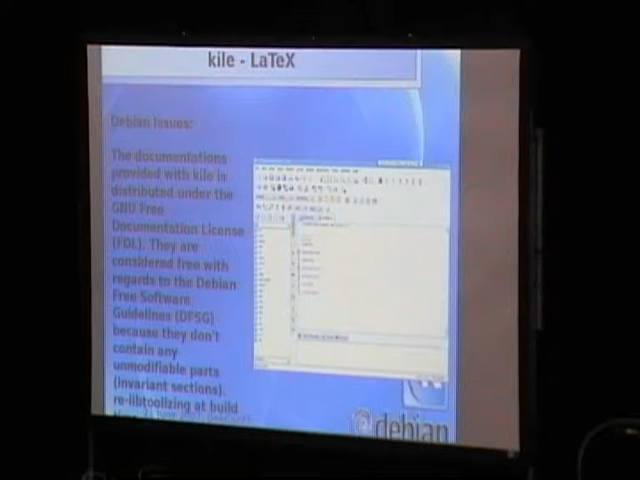 kile - LaTeX
Debian Issues:
The documentations
provided with kile is
distributed under the
GNU Free
Documentation License
(FDL). They are
considered free with
regards to the Debian
Free Software
Guidelines (DFSG)
because they don't
contain any
unmodifiable parts
(invariant sections).
re-libtoolizing at build
debian